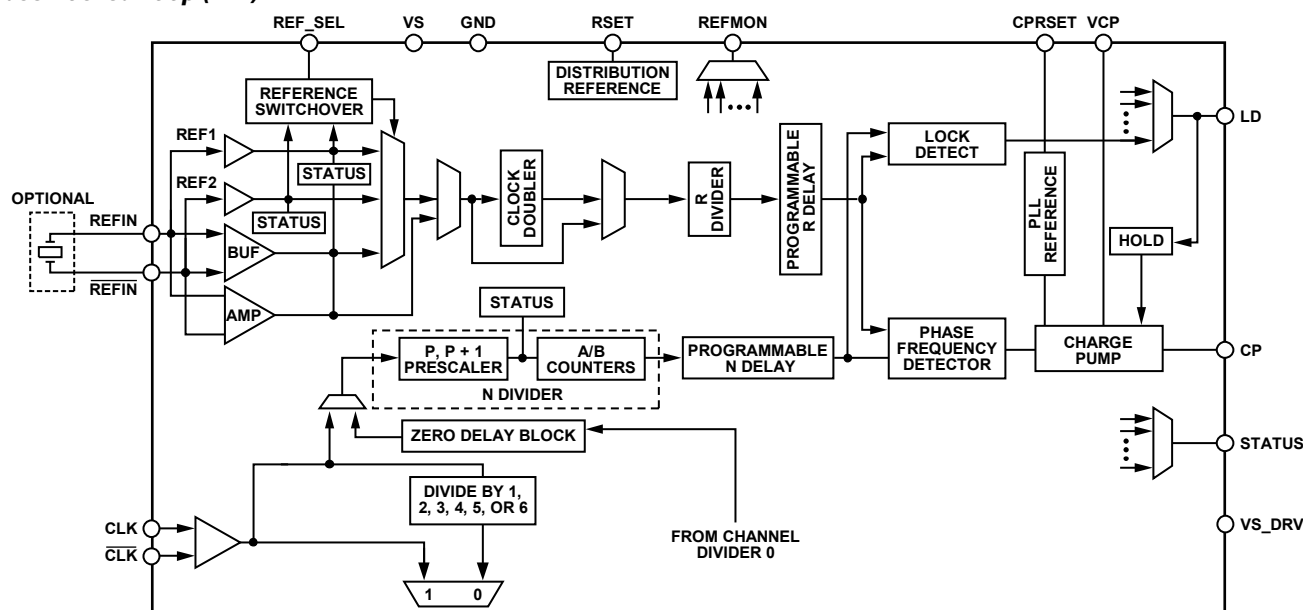 REF_SEL VS GND RSET REFMON CPRSET VCP
REFERENCE
SWITCHOVER
DISTRIBUTION
REFERENCE
REF1
STATUS
REF2
STATUS
OPTIONAL
REFIN
REFIN
BUF
AMP
CLOCK
DOUBLER
R
DIVIDER
PROGRAMMABLE
R DELAY
LOCK
DETECT
PLL
REFERENCE
HOLD
LD
STATUS
P, P + 1
PRESCALER
A/B
COUNTERS
N DIVIDER
PROGRAMMABLE
N DELAY
PHASE
FREQUENCY
DETECTOR
CHARGE
PUMP
CP
ZERO DELAY BLOCK
STATUS
DIVIDE BY 1,
2, 3, 4, 5, OR 6
CLK
CLK
FROM CHANNEL
DIVIDER 0
VS_DRV
1 0